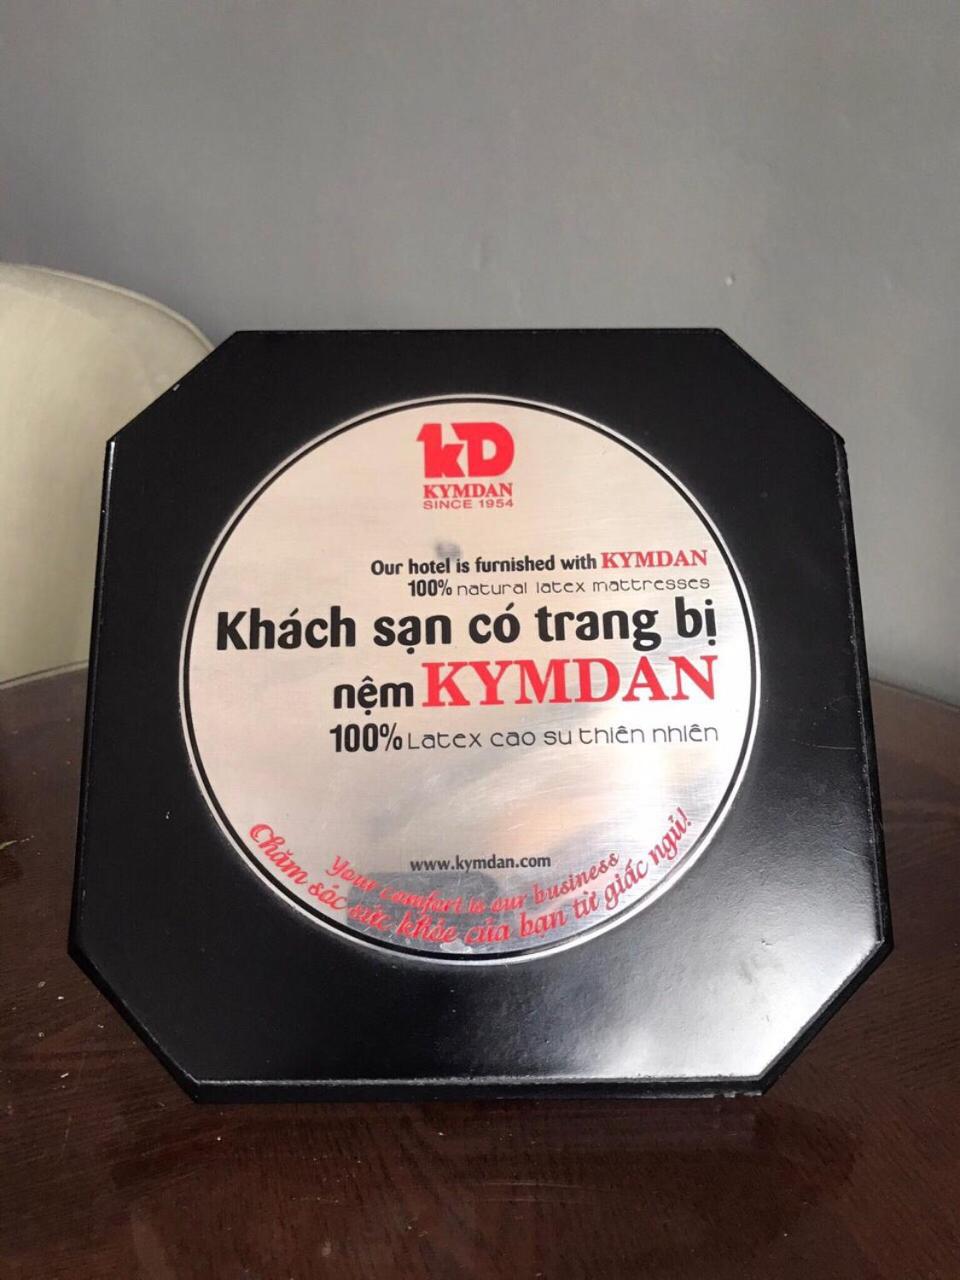 KD
KYMDAN
SINCE 1954
Our hotel is furnished with KYMDAN
100% natural latex mattresses
Khách sạn có trang bị
nệm KYMDAN
100% Latex cao su thiên nhiên
www.kymdan.com
Your comfort is our business
Chăm sóc sức khỏe của bạn từ giấc ngủ!